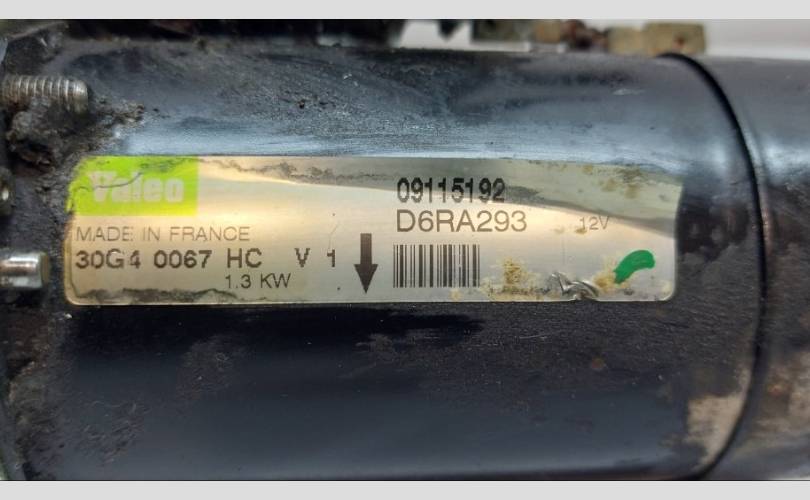 Valeo
09115192
D6RA293 12V
MADE IN FRANCE
30G4 0067 HC V 1
1.3 KW